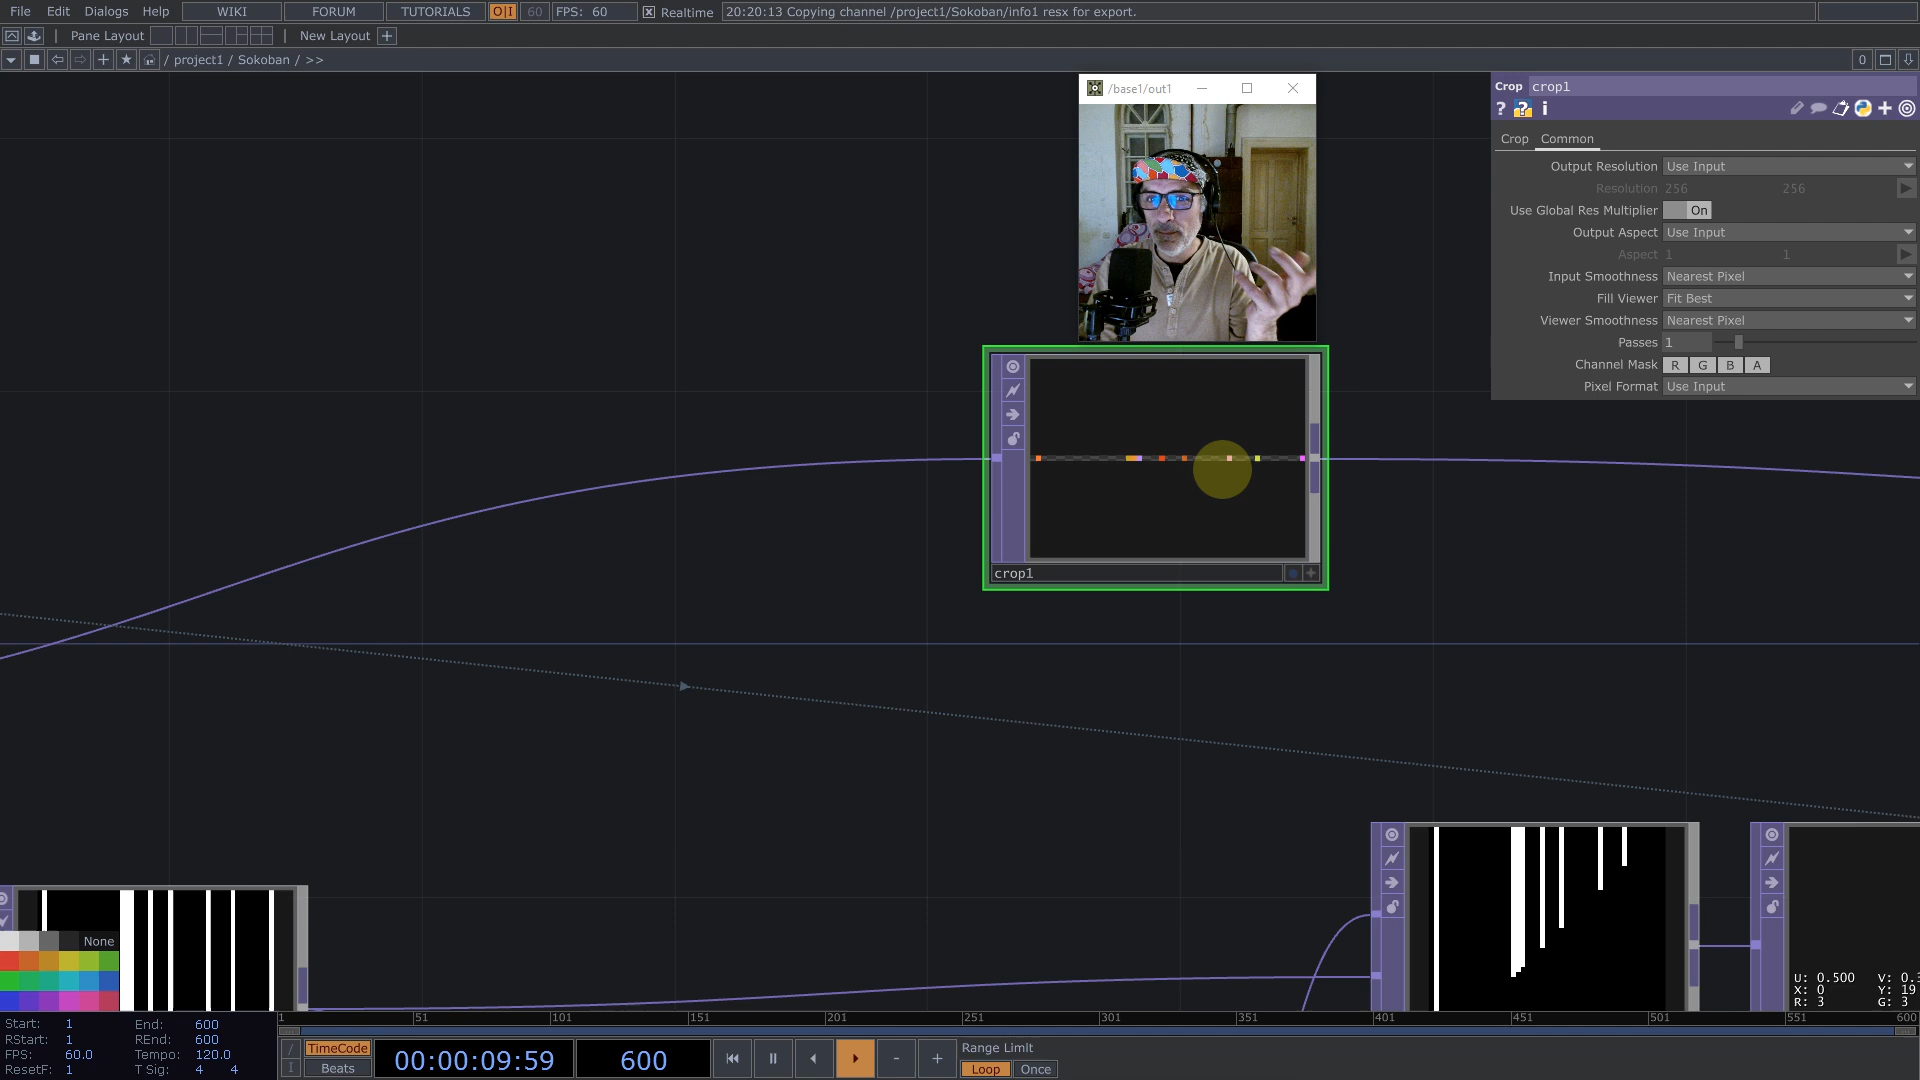 File Edit Dialogs Help WIKI FORUM TUTORIALS O|I 60 FPS: 60 Realtime 20:20:13 Copying channel /project1/Sokoban/info1 resx for export.
Pane Layout New Layout +
/ project1 / Sokoban / >> 0
/base1/out1
Crop crop1
? ? i
Crop Common
Output Resolution Use Input
Resolution 256 256
Use Global Res Multiplier On
Output Aspect Use Input
Aspect 1 1
Input Smoothness Nearest Pixel
Fill Viewer Fit Best
Viewer Smoothness Nearest Pixel
Passes 1
Channel Mask R G B A
Pixel Format Use Input
crop1
None
U: 0.500 V: 0.3
X: 0 Y: 19
R: 3 G: 3
1 51 101 151 201 251 301 351 401 451 501 551 600
Start: 1 End: 600
RStart: 1 REnd: 600
FPS: 60.0 Tempo: 120.0
ResetF: 1 T Sig: 4 4
/ TimeCode
I Beats
00:00:09:59 600 - +
Range Limit
Loop Once